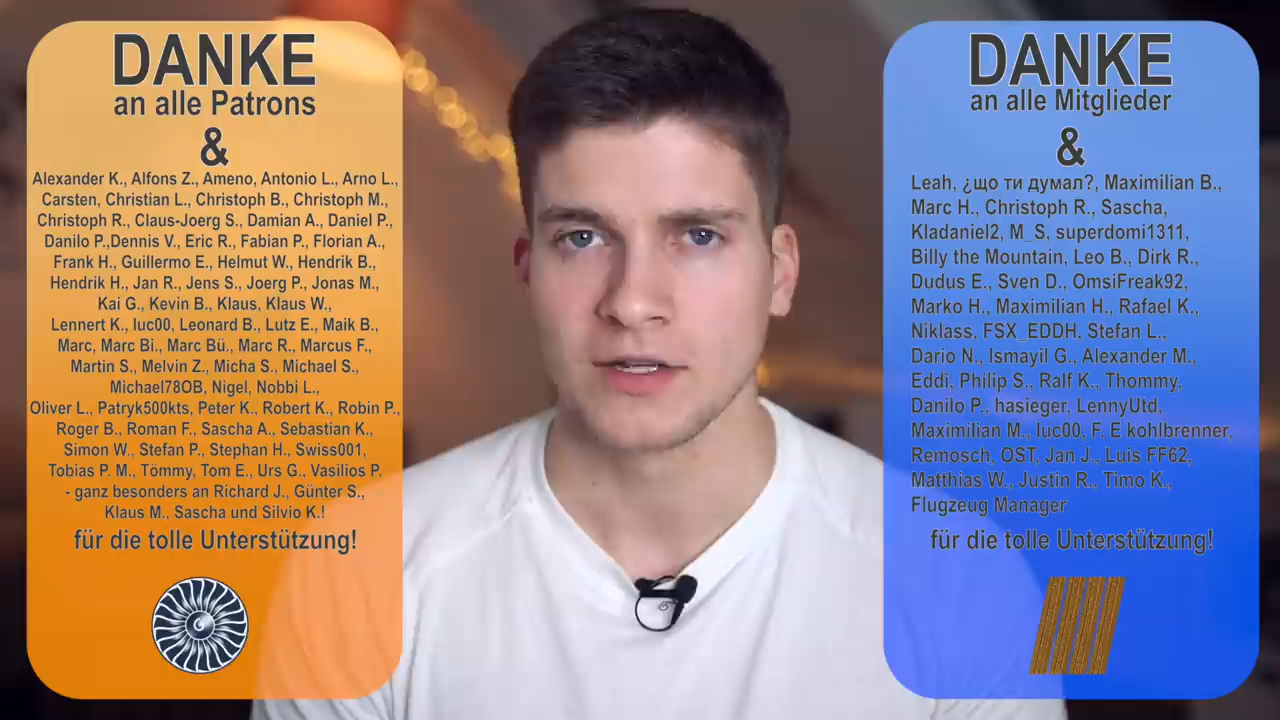 DANKE
an alle Patrons
&
Alexander K., Alfons Z., Ameno, Antonio L., Arno L.,
Carsten, Christian L., Christoph B., Christoph M.,
Christoph R., Claus-Joerg S., Damian A., Daniel P.,
Danilo P.,Dennis V., Eric R., Fabian P., Florian A.,
Frank H., Guillermo E., Helmut W., Hendrik B.,
Hendrik H., Jan R., Jens S., Joerg P., Jonas M.,
Kai G., Kevin B., Klaus, Klaus W.,
Lennert K., luc00, Leonard B., Lutz E., Maik B.,
Marc, Marc Bi., Marc Bü., Marc R., Marcus F.,
Martin S., Melvin Z., Micha S., Michael S.,
Michael78OB, Nigel, Nobbi L.,
Oliver L., Patryk500kts, Peter K., Robert K., Robin P.,
Roger B., Roman F., Sascha A., Sebastian K.,
Simon W., Stefan P., Stephan H., Swiss001,
Tobias P. M., Tömmy, Tom E., Urs G., Vasilios P.
- ganz besonders an Richard J., Günter S.,
Klaus M., Sascha und Silvio K.!
für die tolle Unterstützung!
DANKE
an alle Mitglieder
&
Leah, ¿що ти думал?, Maximilian B.,
Marc H., Christoph R., Sascha,
Kladaniel2, M_S, superdomi1311,
Billy the Mountain, Leo B., Dirk R.,
Dudus E., Sven D., OmsiFreak92,
Marko H., Maximilian H., Rafael K.,
Niklass, FSX_EDDH, Stefan L.,
Dario N., Ismayil G., Alexander M.,
Eddi, Philip S., Ralf K., Thommy,
Danilo P., hasieger, LennyUtd,
Maximilian M., luc00, F. E kohlbrenner,
Remosch, OST, Jan J., Luis FF62,
Matthias W., Justin R., Timo K.,
Flugzeug Manager
für die tolle Unterstützung!